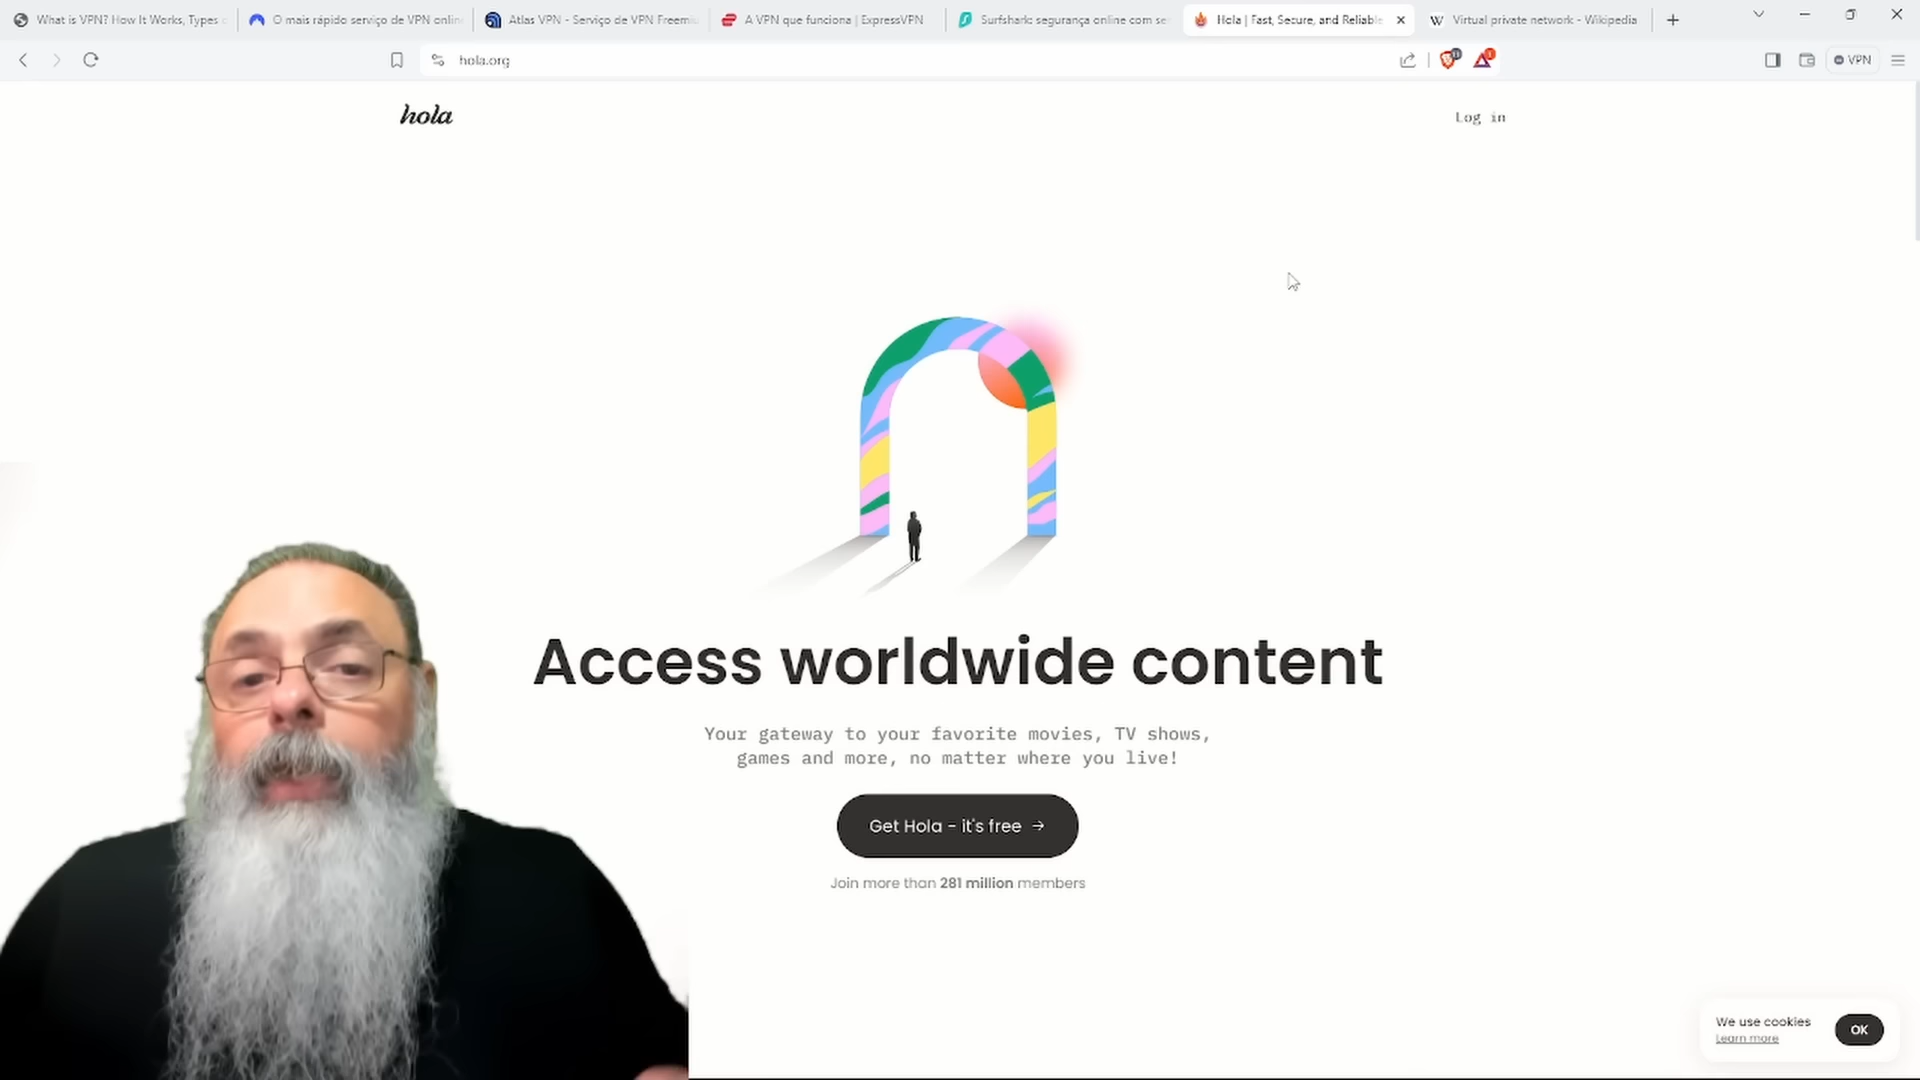 What is VPN? How It Works, Types
O mais rápido serviço de VPN onlin
Atlas VPN - Serviço de VPN Freemi
A VPN que funciona | ExpressVPN
Surfshark: segurança online com se
Hola | Fast, Secure, and Reliable
Virtual private network - Wikipedia
hola.org
VPN
hola
Log in
Access worldwide content
Your gateway to your favorite movies, TV shows,
games and more, no matter where you live!
Get Hola - it's free →
Join more than 281 million members
We use cookies
Learn more
OK